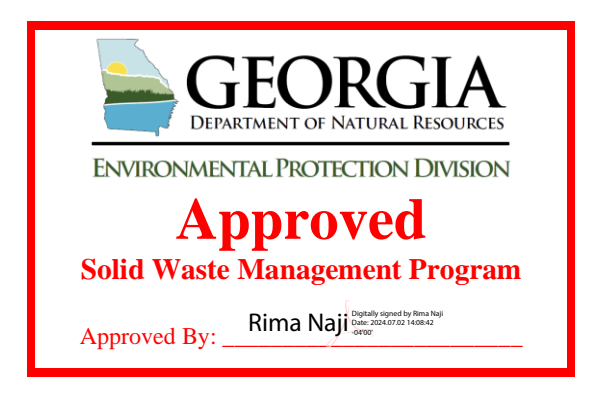 GEORGIA
DEPARTMENT OF NATURAL RESOURCES
ENVIRONMENTAL PROTECTION DIVISION
Approved
Solid Waste Management Program
Rima Naji
Digitally signed by Rima Naji
Date: 2024.07.02 14:08:42
-04'00'
Approved By: ____________________________